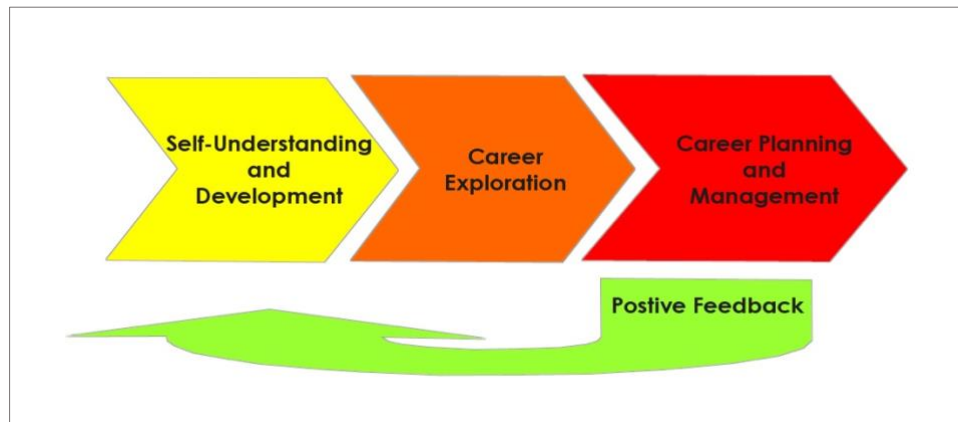 Self-Understanding
and
Development
Career
Exploration
Career Planning
and
Management
Postive Feedback